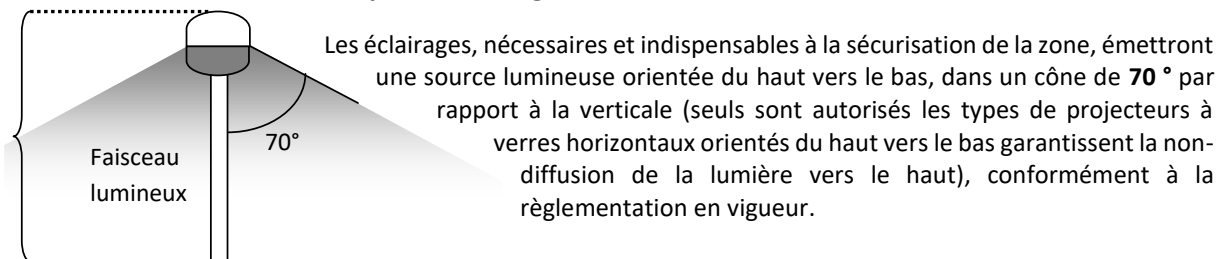 Les éclairages, nécessaires et indispensables à la sécurisation de la zone, émettront
une source lumineuse orientée du haut vers le bas, dans un cône de 70 ° par
rapport à la verticale (seuls sont autorisés les types de projecteurs à
verres horizontaux orientés du haut vers le bas garantissent la non-
diffusion de la lumière vers le haut), conformément à la
règlementation en vigueur.
70°
Faisceau
lumineux